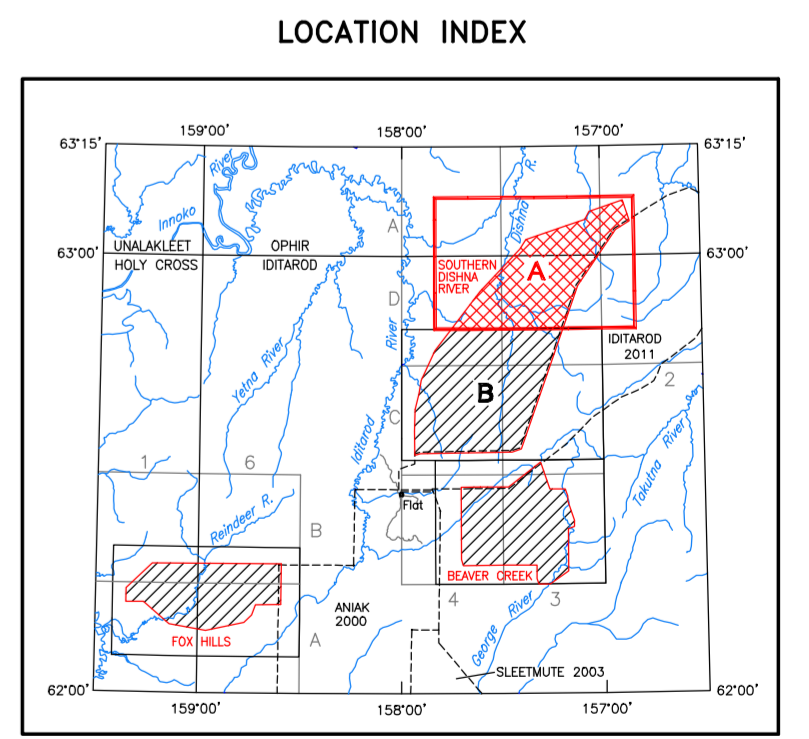 LOCATION INDEX
159°00'
158°00'
157°00'
63°15'
63°15'
River
R.
Innoko
Dishna
A
UNALAKLEET
OPHIR
63°00'
63°00'
HOLY CROSS
IDITAROD
SOUTHERN
DISHNA
RIVER
A
D
River
IDITAROD
2011
Yetna River
2
B
C
Iditarod
Takutna River
1
6
Flat
Reindeer R.
B
BEAVER CREEK
4
3
ANIAK
2000
George River
FOX HILLS
A
SLEETMUTE 2003
62°00'
62°00'
159°00'
158°00'
157°00'